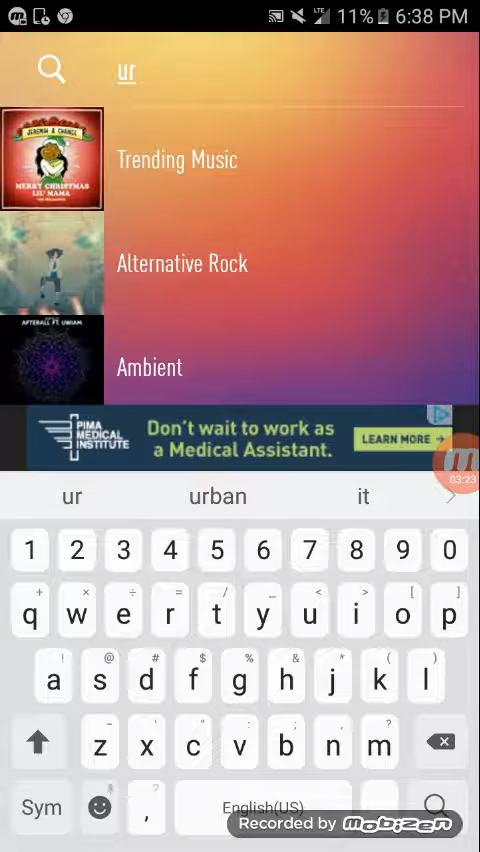 LTE 11% 6:38 PM
ur
JEREMIH & CHANCE
MERRY CHRISTMAS
LIL' MAMA
Trending Music
Alternative Rock
AFTERALL FT. UWIAM
Ambient
PIMA
MEDICAL
INSTITUTE
Don't wait to work as
a Medical Assistant.
LEARN MORE →
m
03:23
ur urban it >
1 2 3 4 5 6 7 8 9 0
+ × ÷ = / _ < > [ ]
q w e r t y u i o p
! @ # $ % & * ( )
a s d f g h j k l
- ' " : ; , ?
z x c v b n m
Sym , English(US)
Recorded by mobizen